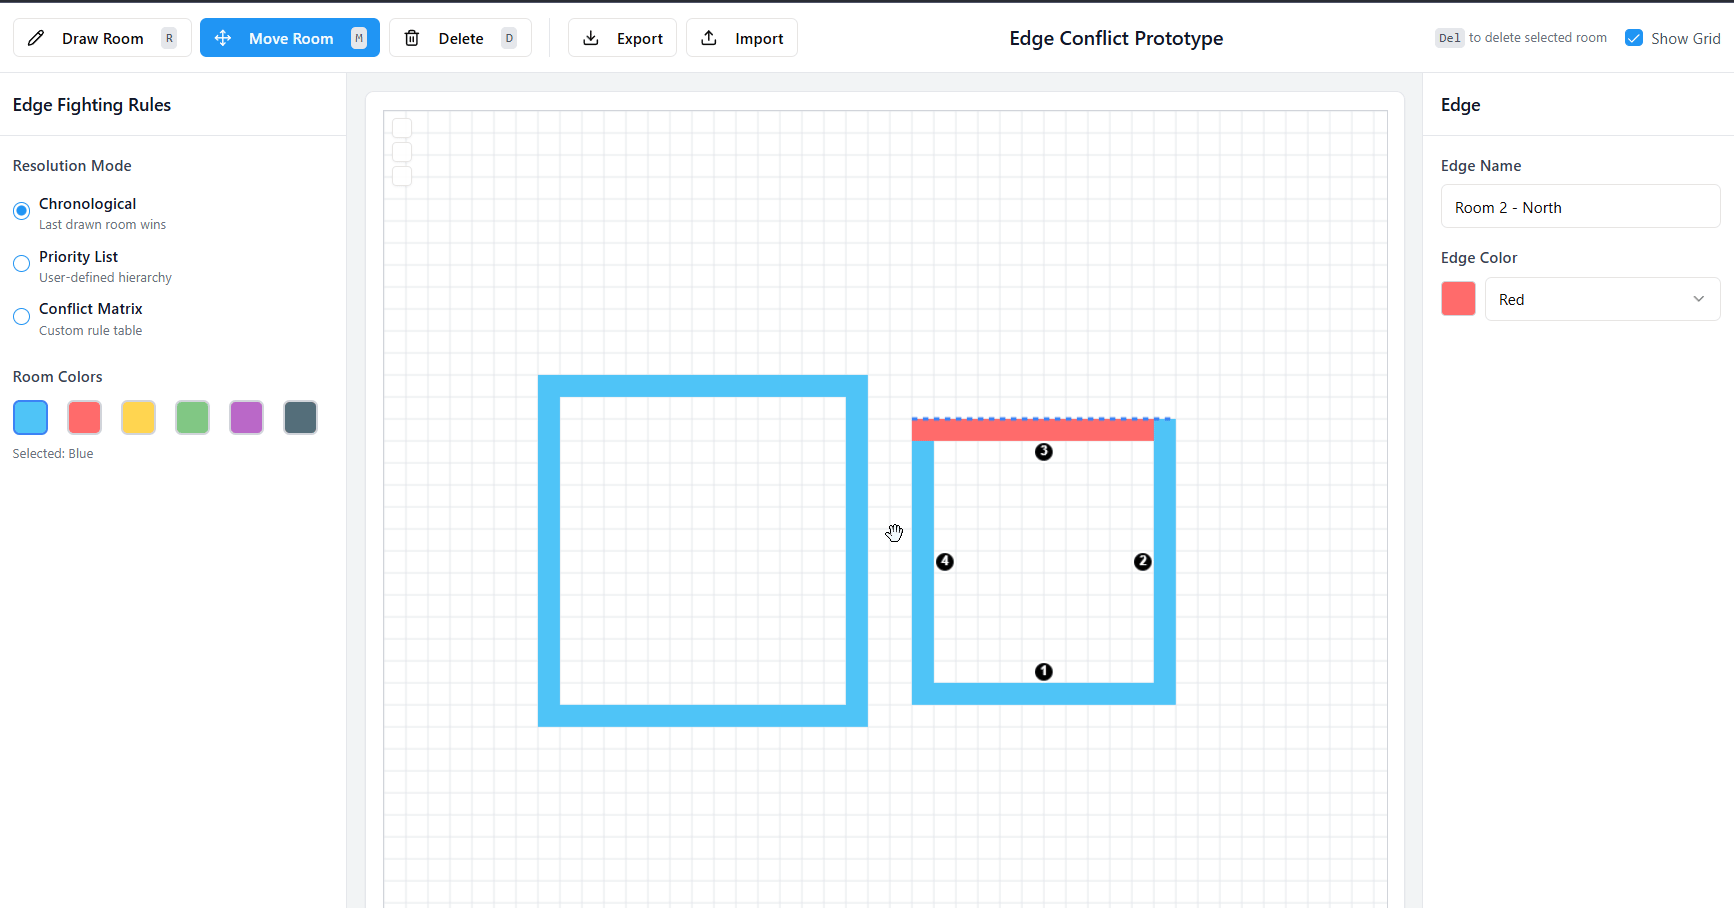 Draw Room R
Move Room M
Delete D
Export
Import
Edge Conflict Prototype
Del to delete selected room
Show Grid
Edge Fighting Rules
Resolution Mode
Chronological
Last drawn room wins
Priority List
User-defined hierarchy
Conflict Matrix
Custom rule table
Room Colors
Selected: Blue
3
4
2
1
Edge
Edge Name
Room 2 - North
Edge Color
Red